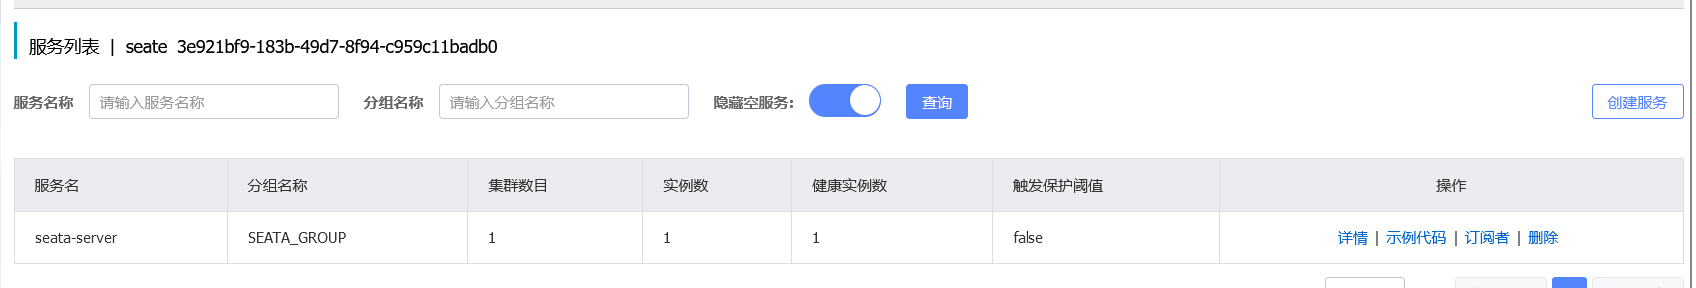 服务列表 | seate 3e921bf9-183b-49d7-8f94-c959c11badb0
服务名称 请输入服务名称 分组名称 请输入分组名称 隐藏空服务: 查询 创建服务
服务名 分组名称 集群数目 实例数 健康实例数 触发保护阈值 操作
seata-server SEATA_GROUP 1 1 1 false 详情 | 示例代码 | 订阅者 | 删除